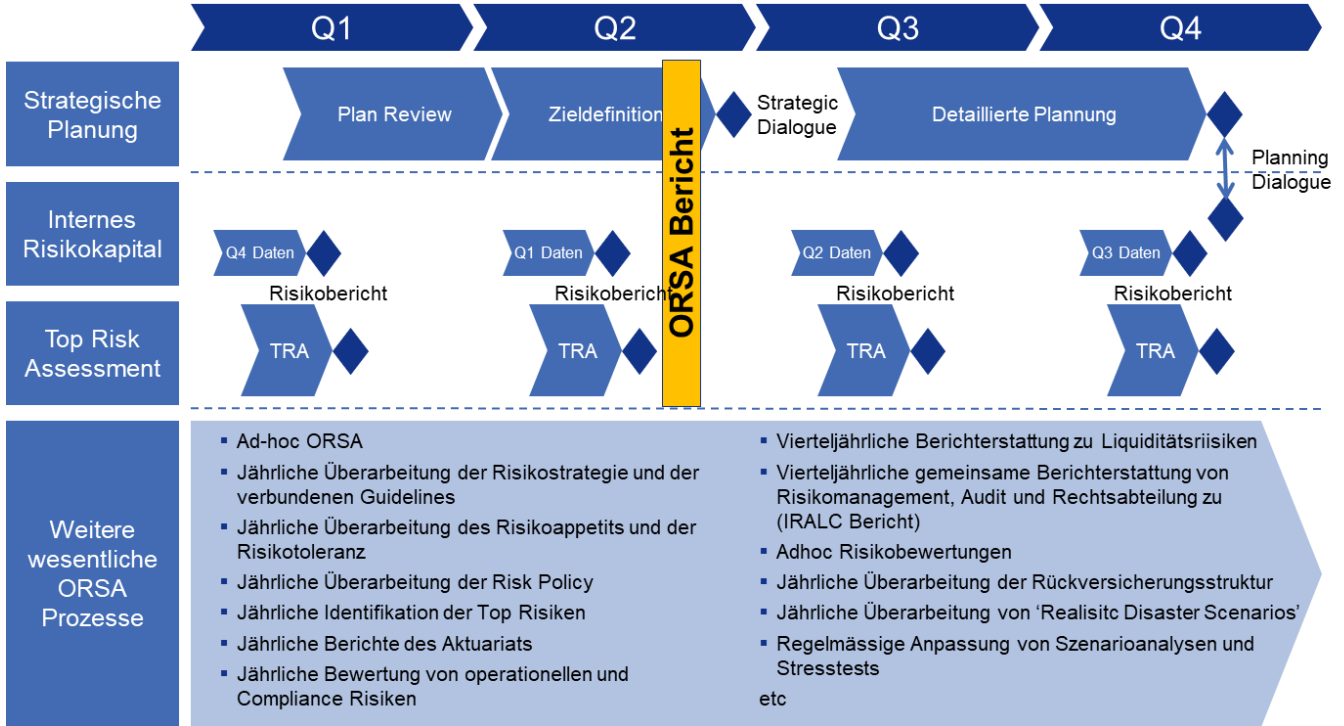 Q1
Q2
Q3
Q4
Strategische
Planung
Plan Review
Zieldefinition
Strategic
Dialogue
Detaillierte Plannung
Planning
Dialogue
ORSA Bericht
Internes
Risikokapital
Q4 Daten
Q1 Daten
Q2 Daten
Q3 Daten
Risikobericht
Risikobericht
Risikobericht
Risikobericht
Top Risk
Assessment
TRA
TRA
TRA
TRA
Weitere
wesentliche
ORSA
Prozesse
▪ Ad-hoc ORSA
▪ Jährliche Überarbeitung der Risikostrategie und der
verbundenen Guidelines
▪ Jährliche Überarbeitung des Risikoappetits und der
Risikotoleranz
▪ Jährliche Überarbeitung der Risk Policy
▪ Jährliche Identifikation der Top Risiken
▪ Jährliche Berichte des Aktuariats
▪ Jährliche Bewertung von operationellen und
Compliance Risiken
▪ Vierteljährliche Berichterstattung zu Liquiditätsriisiken
▪ Vierteljährliche gemeinsame Berichterstattung von
Risikomanagement, Audit und Rechtsabteilung zu
(IRALC Bericht)
▪ Adhoc Risikobewertungen
▪ Jährliche Überarbeitung der Rückversicherungsstruktur
▪ Jährliche Überarbeitung von ‘Realisitc Disaster Scenarios’
▪ Regelmässige Anpassung von Szenarioanalysen und
Stresstests
etc